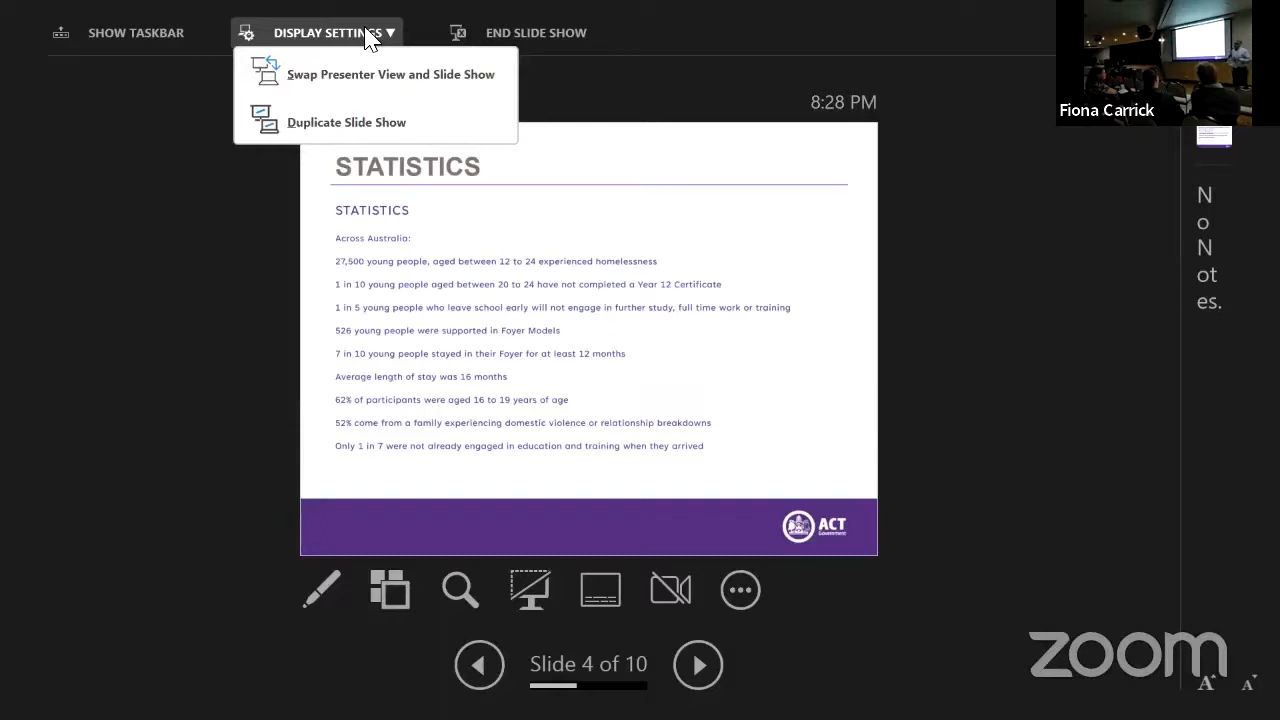 SHOW TASKBAR
DISPLAY SETTINGS ▼
END SLIDE SHOW
Swap Presenter View and Slide Show
Duplicate Slide Show
8:28 PM
Fiona Carrick
STATISTICS
STATISTICS
Across Australia:
27,500 young people, aged between 12 to 24 experienced homelessness
1 in 10 young people aged between 20 to 24 have not completed a Year 12 Certificate
1 in 5 young people who leave school early will not engage in further study, full time work or training
526 young people were supported in Foyer Models
7 in 10 young people stayed in their Foyer for at least 12 months
Average length of stay was 16 months
62% of participants were aged 16 to 19 years of age
52% come from a family experiencing domestic violence or relationship breakdowns
Only 1 in 7 were not already engaged in education and training when they arrived
ACT
Government
N
o
N
ot
es.
Slide 4 of 10
zoom
A A